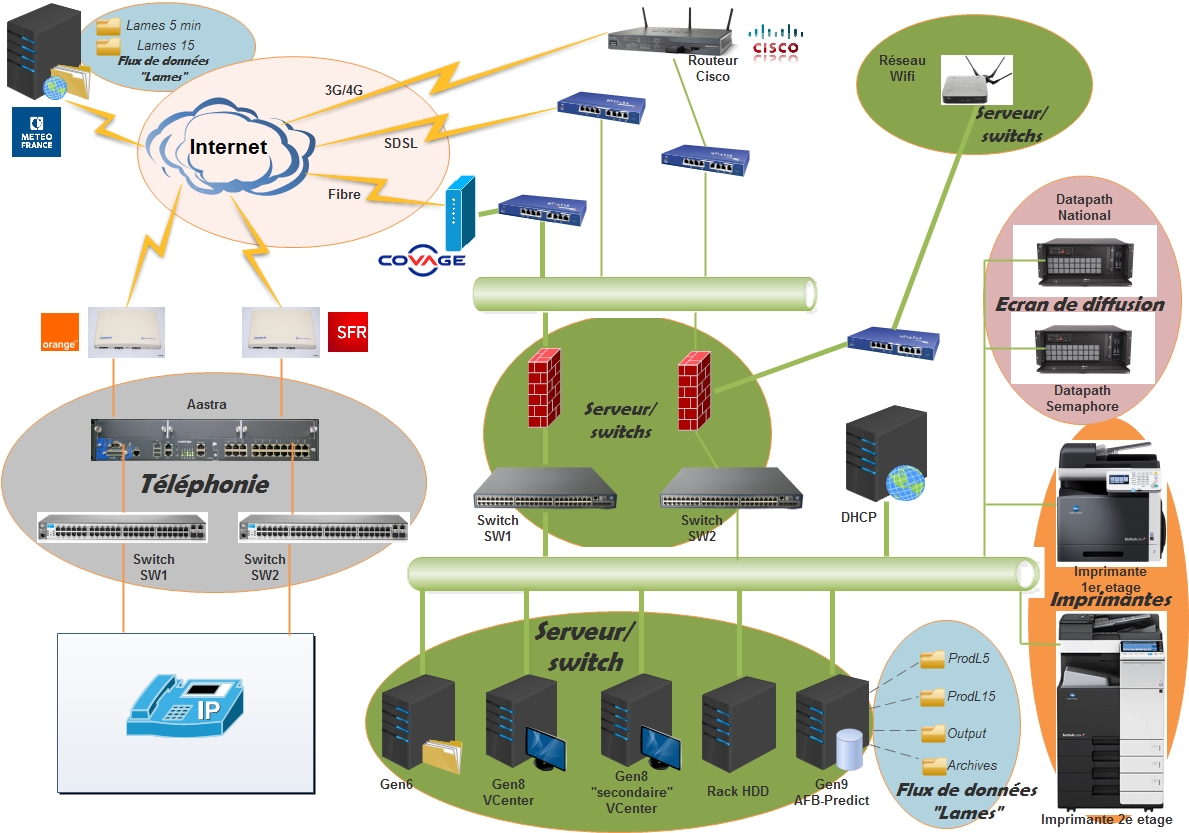 Lames 5 min
Lames 15
Flux de données
"Lames"
METEO
FRANCE
Internet
3G/4G
SDSL
Fibre
COVAGE
Routeur
Cisco
CISCO
Réseau
Wifi
Serveur/
switchs
Datapath
National
Ecran de diffusion
Datapath
Semaphore
orange
SFR
Aastra
Téléphonie
Switch
SW1
Switch
SW2
IP
Serveur/
switchs
Switch
SW1
Switch
SW2
DHCP
Imprimante
1er etage
Imprimantes
Imprimante 2e etage
Serveur/
switch
Gen6
Gen8
VCenter
Gen8
"secondaire"
VCenter
Rack HDD
Gen9
AFB-Predict
ProdL5
ProdL15
Output
Archives
Flux de données
"Lames"